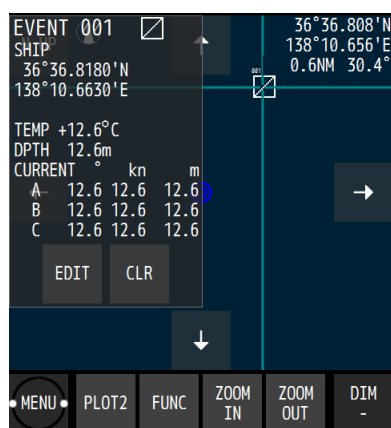 EVENT 001
SHIP
36°36.8180'N
138°10.6630'E
TEMP +12.6°C
DPTH 12.6m
CURRENT ° kn m
A 12.6 12.6 12.6
B 12.6 12.6 12.6
C 12.6 12.6 12.6
EDIT CLR
36°36.808'N
138°10.656'E
0.6NM 30.4°
001
MENU PLOT2 FUNC ZOOM IN ZOOM OUT DIM -